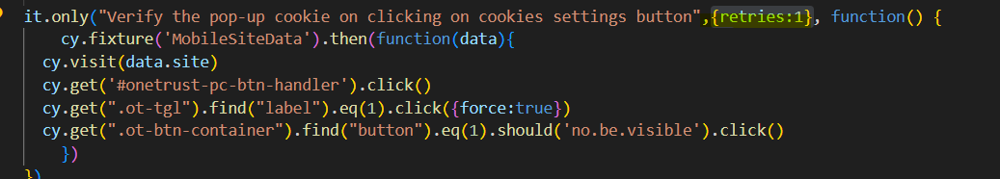 it.only("Verify the pop-up cookie on clicking on cookies settings button",{retries:1}, function() {
cy.fixture('MobileSiteData').then(function(data){
cy.visit(data.site)
cy.get('#onetrust-pc-btn-handler').click()
cy.get(".ot-tgl").find("label").eq(1).click({force:true})
cy.get(".ot-btn-container").find("button").eq(1).should('no.be.visible').click()
})
})